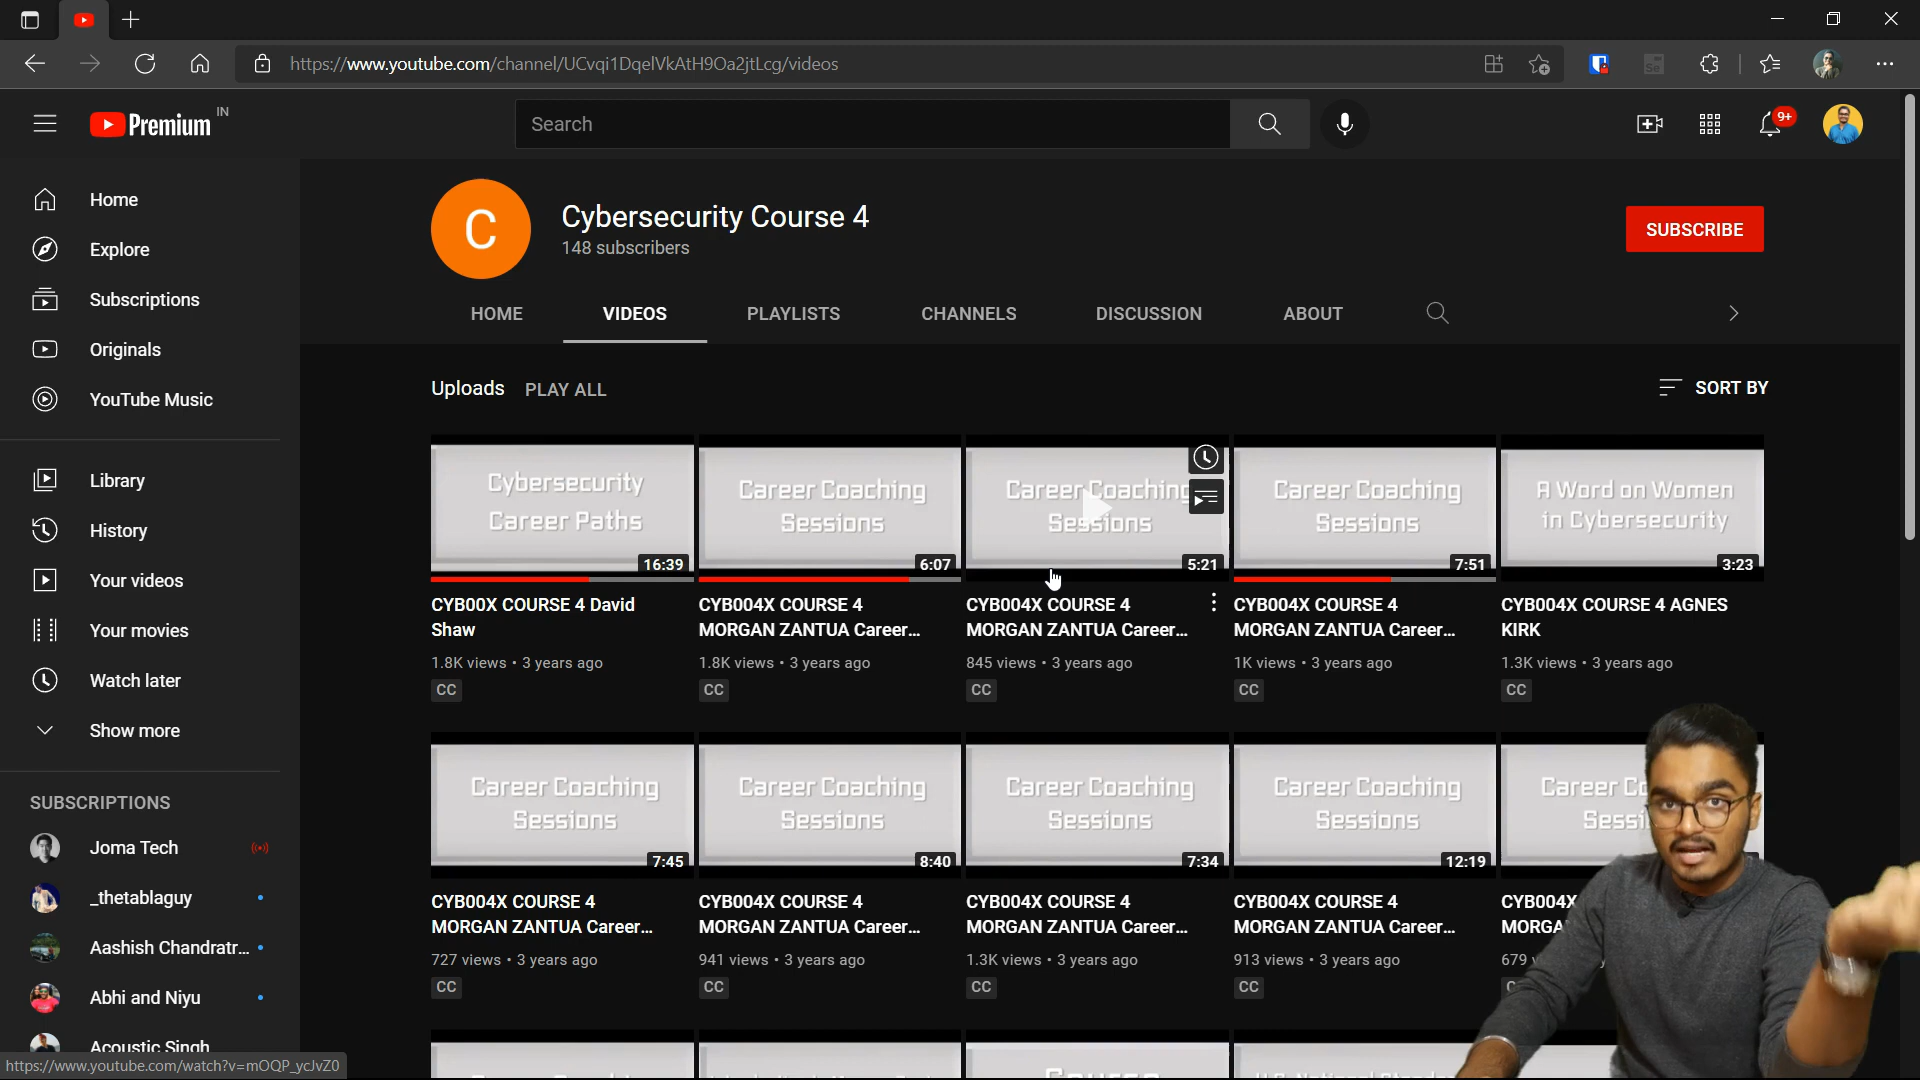 https://www.youtube.com/channel/UCvqi1DqelVkAtH9Oa2jtLcg/videos
Premium IN
Search
9+
Home
Explore
Subscriptions
Originals
YouTube Music
Library
History
Your videos
Your movies
Watch later
Show more
SUBSCRIPTIONS
Joma Tech
_thetablaguy
Aashish Chandratr...
Abhi and Niyu
Acoustic Singh
https://www.youtube.com/watch?v=mOQP_ycJvZ0
C
Cybersecurity Course 4
148 subscribers
SUBSCRIBE
HOME VIDEOS PLAYLISTS CHANNELS DISCUSSION ABOUT
Uploads PLAY ALL
SORT BY
Cybersecurity
Career Paths
16:39
CYB00X COURSE 4 David
Shaw
1.8K views • 3 years ago
CC
Career Coaching
Sessions
6:07
CYB004X COURSE 4
MORGAN ZANTUA Career...
1.8K views • 3 years ago
CC
Career Coaching
Sessions
5:21
CYB004X COURSE 4
MORGAN ZANTUA Career...
845 views • 3 years ago
CC
Career Coaching
Sessions
7:51
CYB004X COURSE 4
MORGAN ZANTUA Career...
1K views • 3 years ago
CC
A Word on Women
in Cybersecurity
3:23
CYB004X COURSE 4 AGNES
KIRK
1.3K views • 3 years ago
CC
Career Coaching
Sessions
7:45
CYB004X COURSE 4
MORGAN ZANTUA Career...
727 views • 3 years ago
CC
Career Coaching
Sessions
8:40
CYB004X COURSE 4
MORGAN ZANTUA Career...
941 views • 3 years ago
CC
Career Coaching
Sessions
7:34
CYB004X COURSE 4
MORGAN ZANTUA Career...
1.3K views • 3 years ago
CC
Career Coaching
Sessions
12:19
CYB004X COURSE 4
MORGAN ZANTUA Career...
913 views • 3 years ago
CC
Career
CYB004X
679